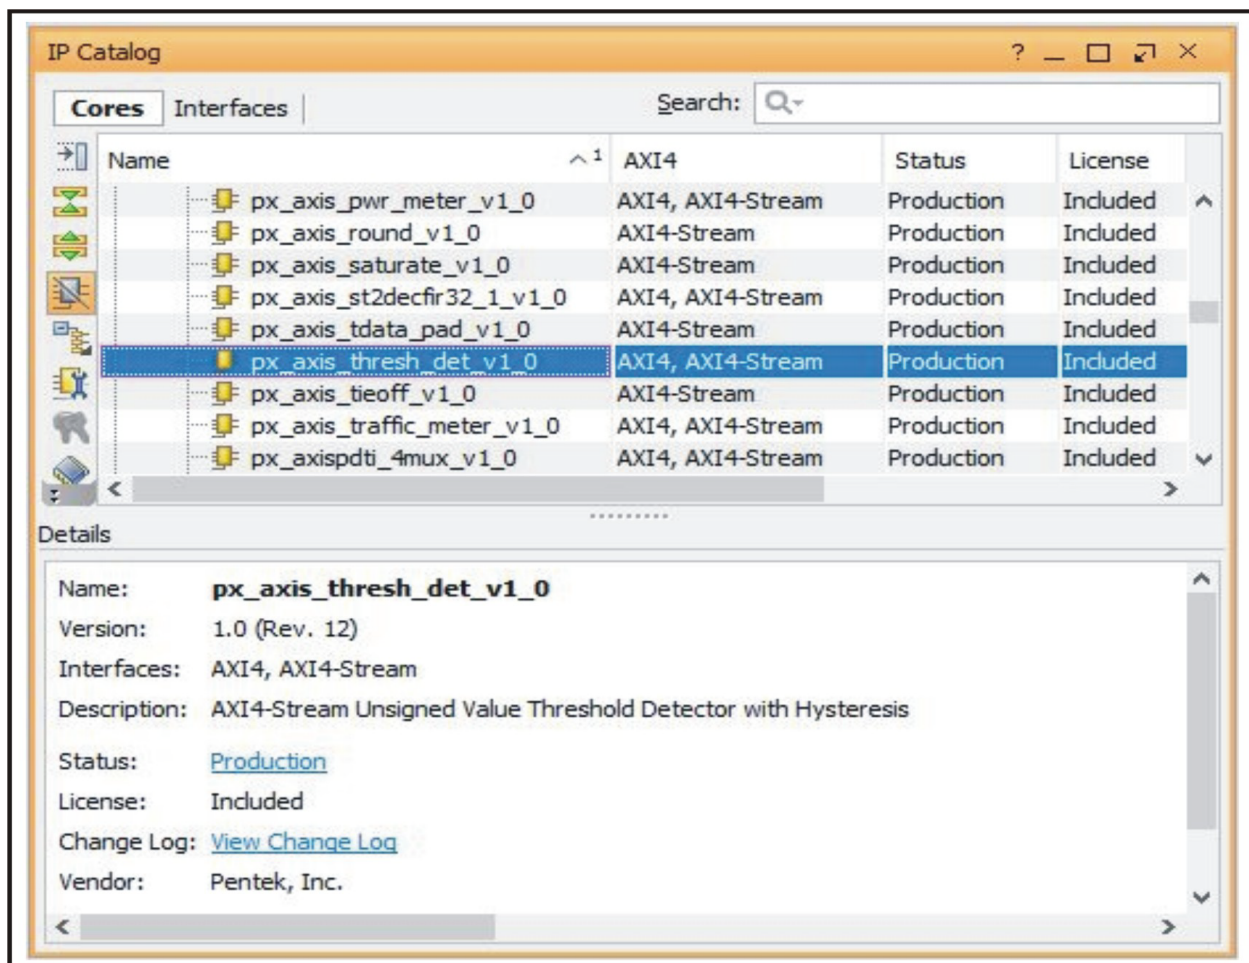 IP Catalog ?
Cores Interfaces Search:
Name 1 AXI4 Status License
px_axis_pwr_meter_v1_0 AXI4, AXI4-Stream Production Included
px_axis_round_v1_0 AXI4-Stream Production Included
px_axis_saturate_v1_0 AXI4-Stream Production Included
px_axis_st2decfir32_1_v1_0 AXI4, AXI4-Stream Production Included
px_axis_tdata_pad_v1_0 AXI4-Stream Production Included
px_axis_thresh_det_v1_0 AXI4, AXI4-Stream Production Included
px_axis_tieoff_v1_0 AXI4-Stream Production Included
px_axis_traffic_meter_v1_0 AXI4, AXI4-Stream Production Included
px_axispdti_4mux_v1_0 AXI4, AXI4-Stream Production Included
Details
Name: px_axis_thresh_det_v1_0
Version: 1.0 (Rev. 12)
Interfaces: AXI4, AXI4-Stream
Description: AXI4-Stream Unsigned Value Threshold Detector with Hysteresis
Status: Production
License: Included
Change Log: View Change Log
Vendor: Pentek, Inc.